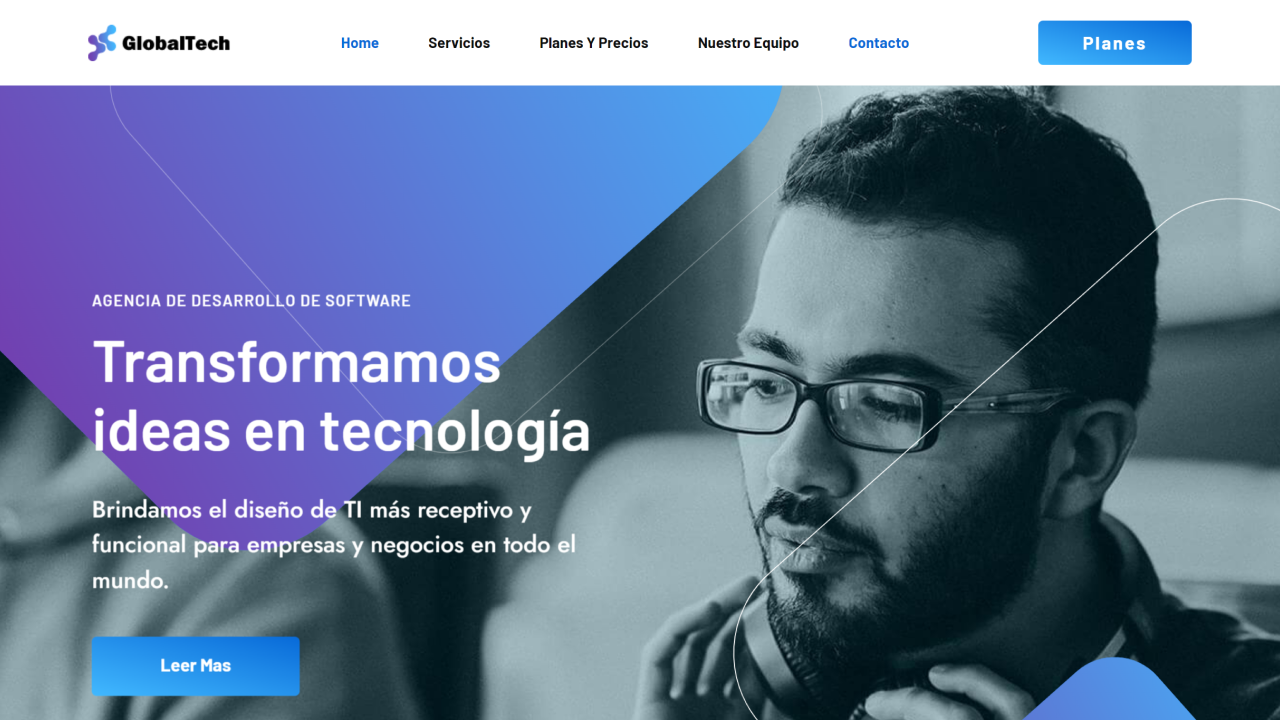 GlobalTech
Home
Servicios
Planes Y Precios
Nuestro Equipo
Contacto
Planes
AGENCIA DE DESARROLLO DE SOFTWARE
Transformamos
ideas en tecnología
Brindamos el diseño de TI más receptivo y
funcional para empresas y negocios en todo el
mundo.
Leer Mas